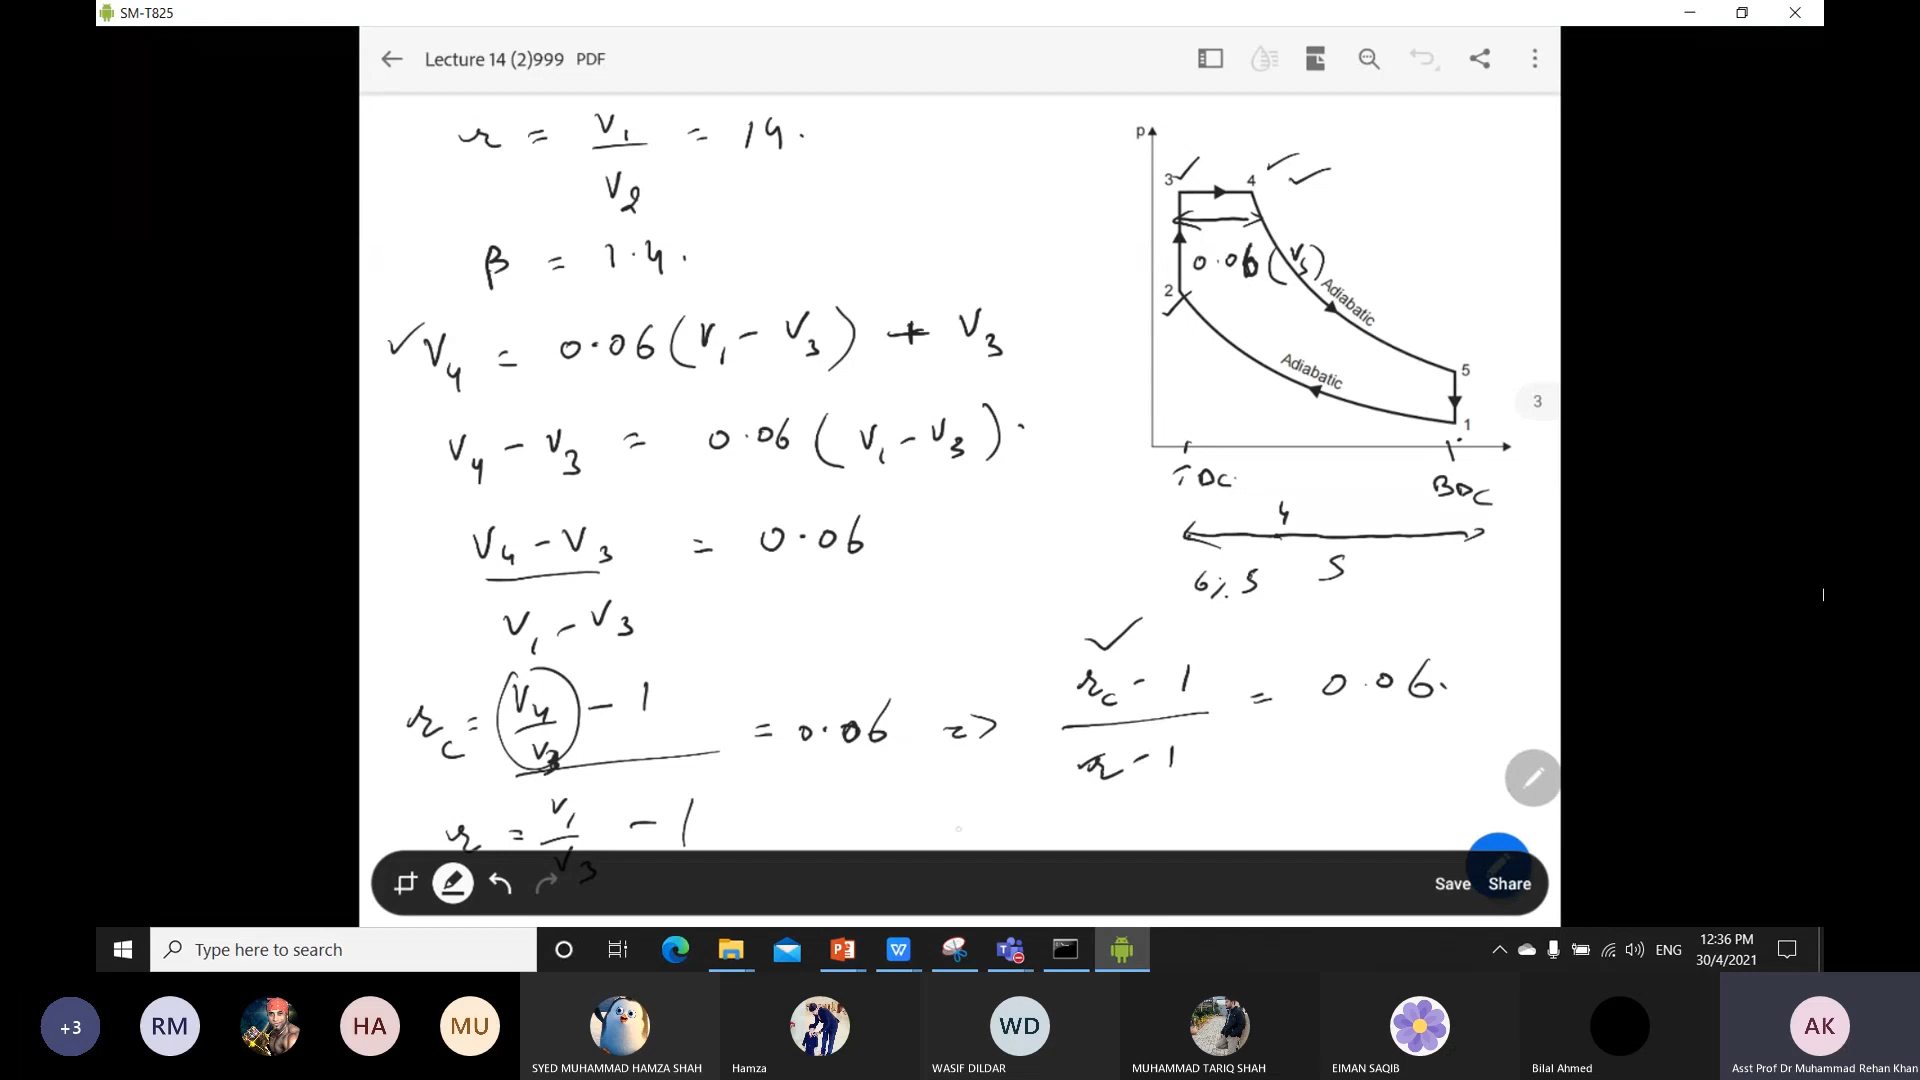 SM-T825
Lecture 14 (2)999 PDF
r = V1 / V2 = 14.
β = 1.4.
✓V4 = 0.06 (V1 - V3) + V3
V4 - V3 = 0.06 (V1 - V3).
V4 - V3 / V1 - V3 = 0.06
rc = V4/V3 - 1 = 0.06 => rc - 1 / r - 1 = 0.06.
r = V1/V3 - 1
p
3 4
0.06 (Vs)
2
Adiabatic
Adiabatic
5
1
TDC BDC
4
6% S S
3
Save Share
Type here to search
ENG
12:36 PM
30/4/2021
+3 RM HA MU WD AK
SYED MUHAMMAD HAMZA SHAH Hamza WASIF DILDAR MUHAMMAD TARIQ SHAH EIMAN SAQIB Bilal Ahmed Asst Prof Dr Muhammad Rehan Khan